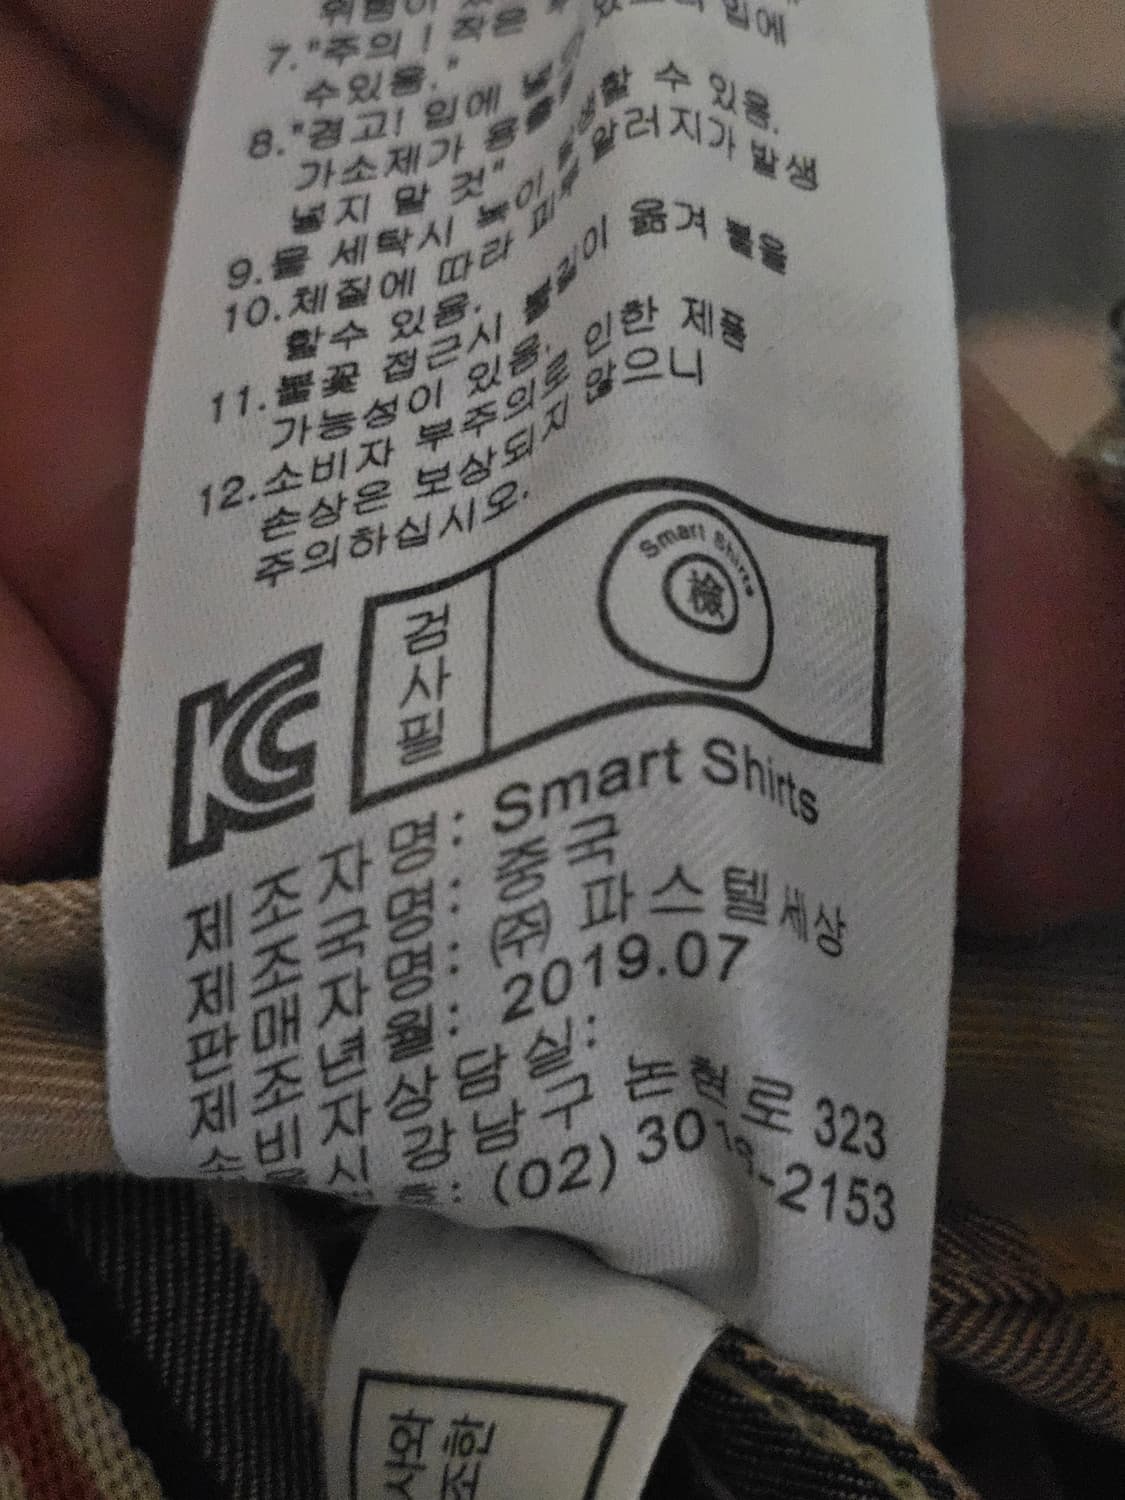 7."주의! 작은
수있음."
8."경고! 입에
가소제가 용출 할 수 있음.
넣지 말 것"
9.물 세탁시
10.체질에 따라 피부 알러지가 발생
할수 있음.
11.불꽃 접근시 불길이 옮겨 붙을
가능성이 있음.
12.소비자 부주의로 인한 제품
손상은 보상되지 않으니
주의하십시오.
Smart Shirts
檢
검사필
KC
제조자명: Smart Shirts
제조국명: 중국
판매자명: ㈜ 파스텔세상
제조년월: 2019.07
소비자상담실:
강남구 논현로 323
(02) 30 -2153
사와
조한